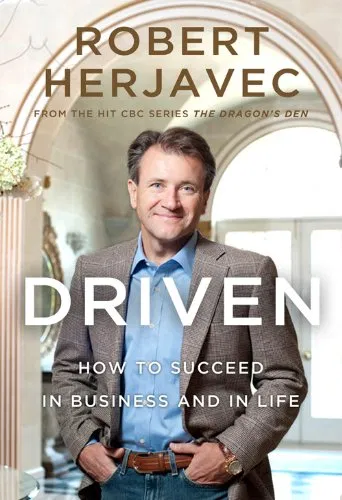 ROBERT
HERJAVEC
FROM THE HIT CBC SERIES THE DRAGON'S DEN
DRIVEN
HOW TO SUCCEED
IN BUSINESS AND IN LIFE